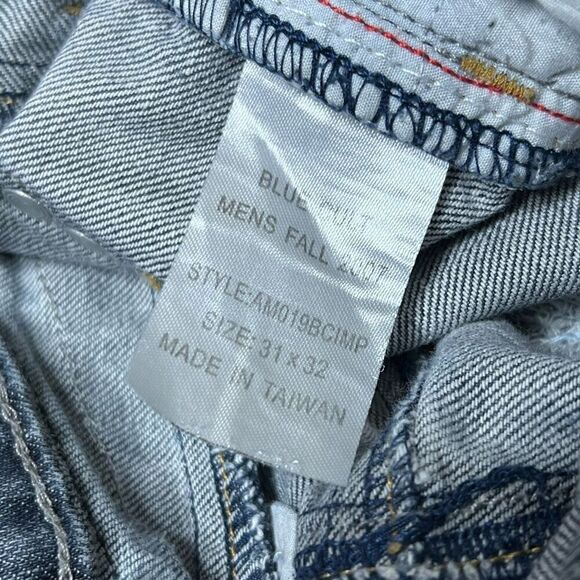 BLUE CULT
MENS FALL 2007
STYLE:AM019BCIMP
SIZE: 31 X 32
MADE IN TAIWAN